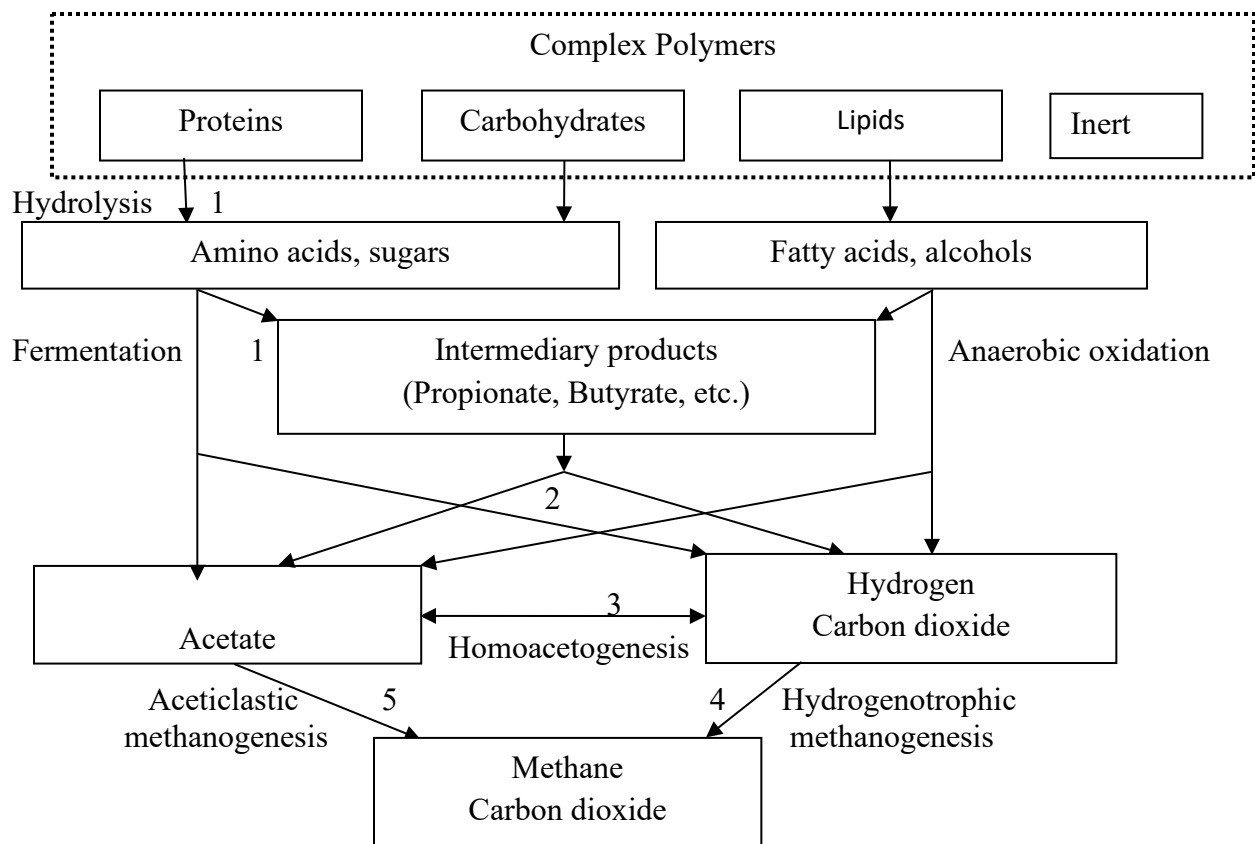 Complex Polymers
Proteins
Carbohydrates
Lipids
Inert
Hydrolysis 1
Amino acids, sugars
Fatty acids, alcohols
Fermentation
1
Intermediary products
(Propionate, Butyrate, etc.)
Anaerobic oxidation
2
Acetate
3
Homoacetogenesis
Hydrogen
Carbon dioxide
Aceticlastic
methanogenesis
5
4
Hydrogenotrophic
methanogenesis
Methane
Carbon dioxide